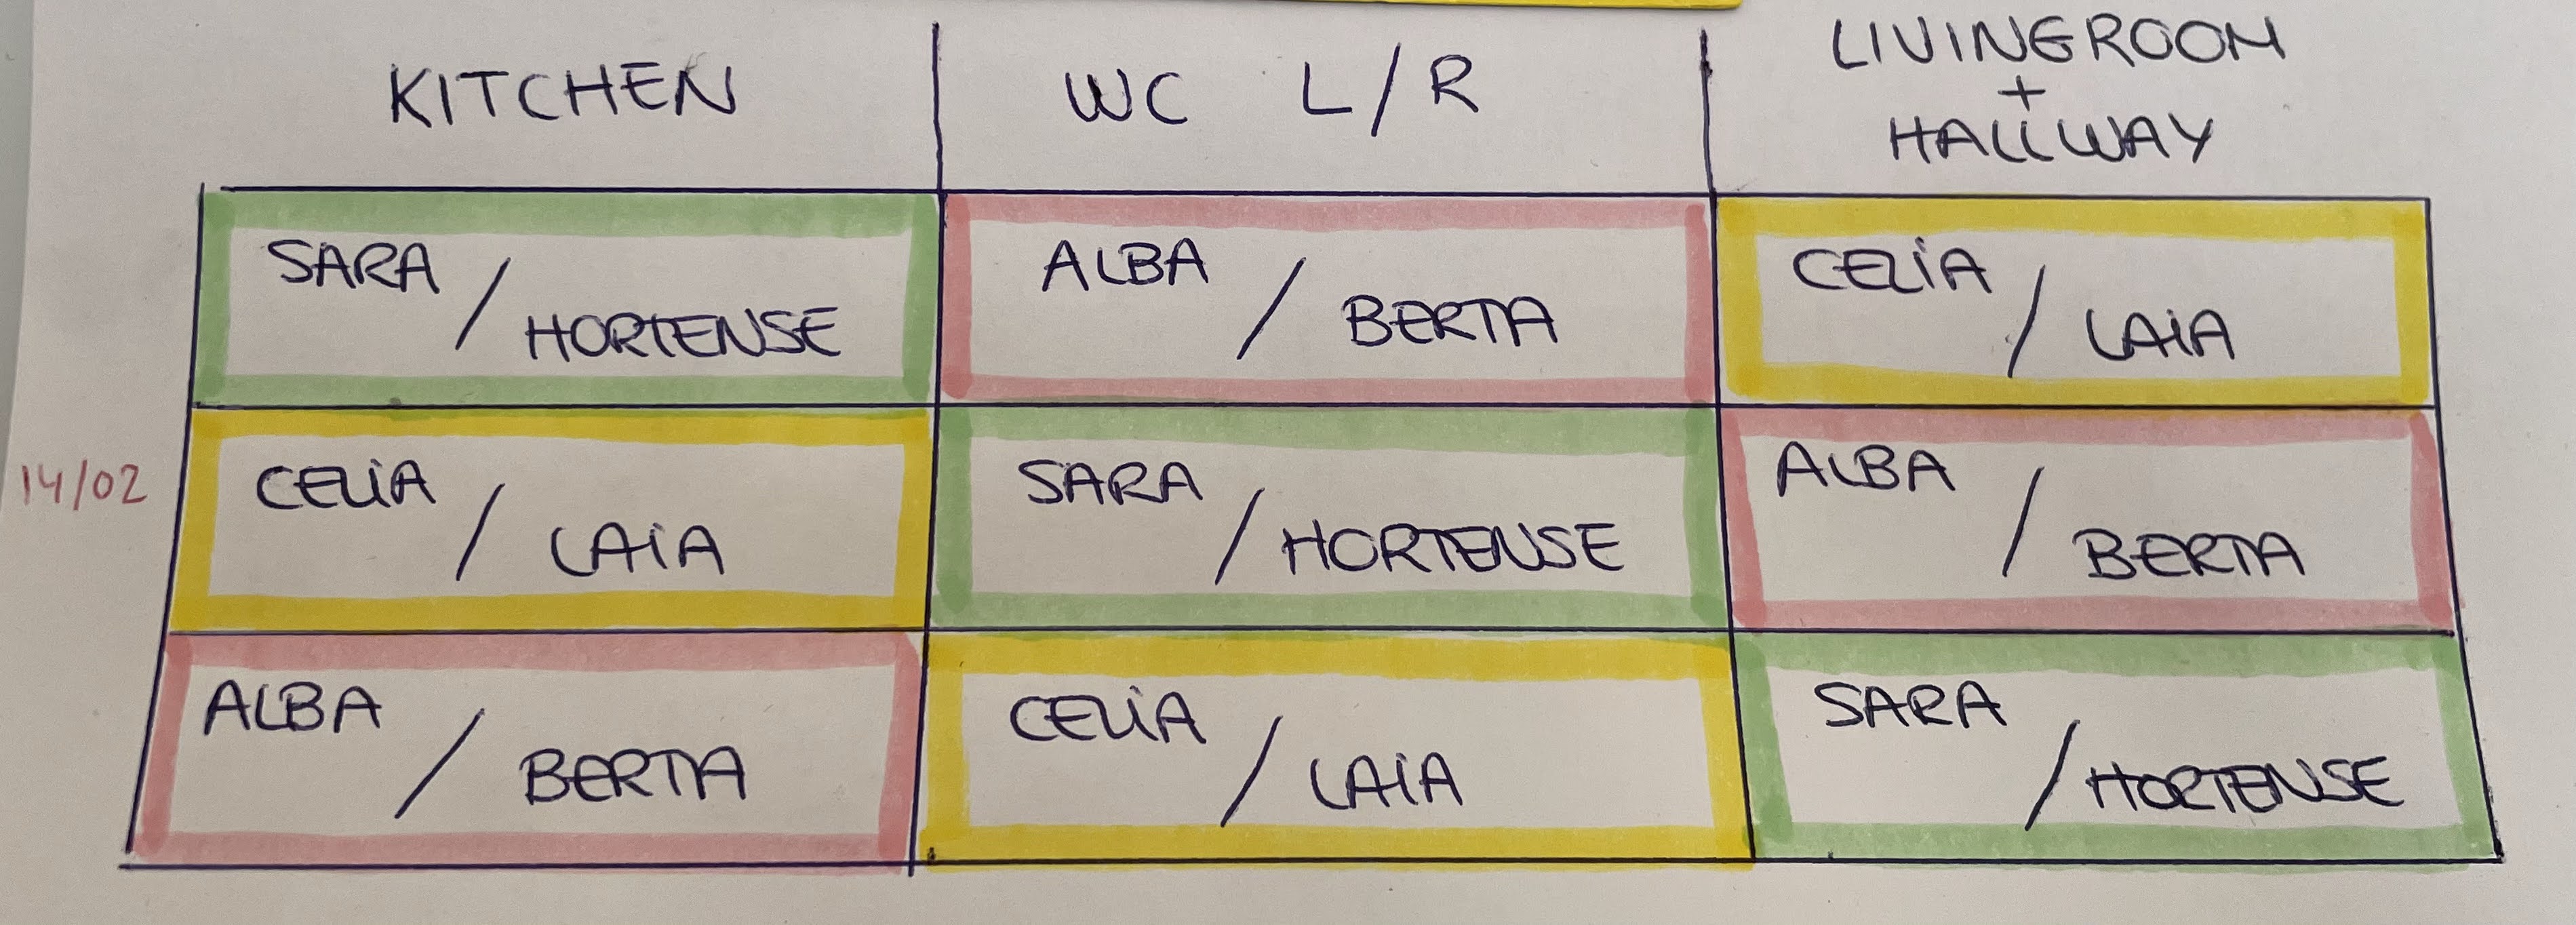 KITCHEN
WC L/R
LIVINGROOM
+
HALLWAY
SARA / HORTENSE
ALBA / BERTA
CELIA / LAIA
14/02
CELIA / LAIA
SARA / HORTENSE
ALBA / BERTA
ALBA / BERTA
CELIA / LAIA
SARA / HORTENSE